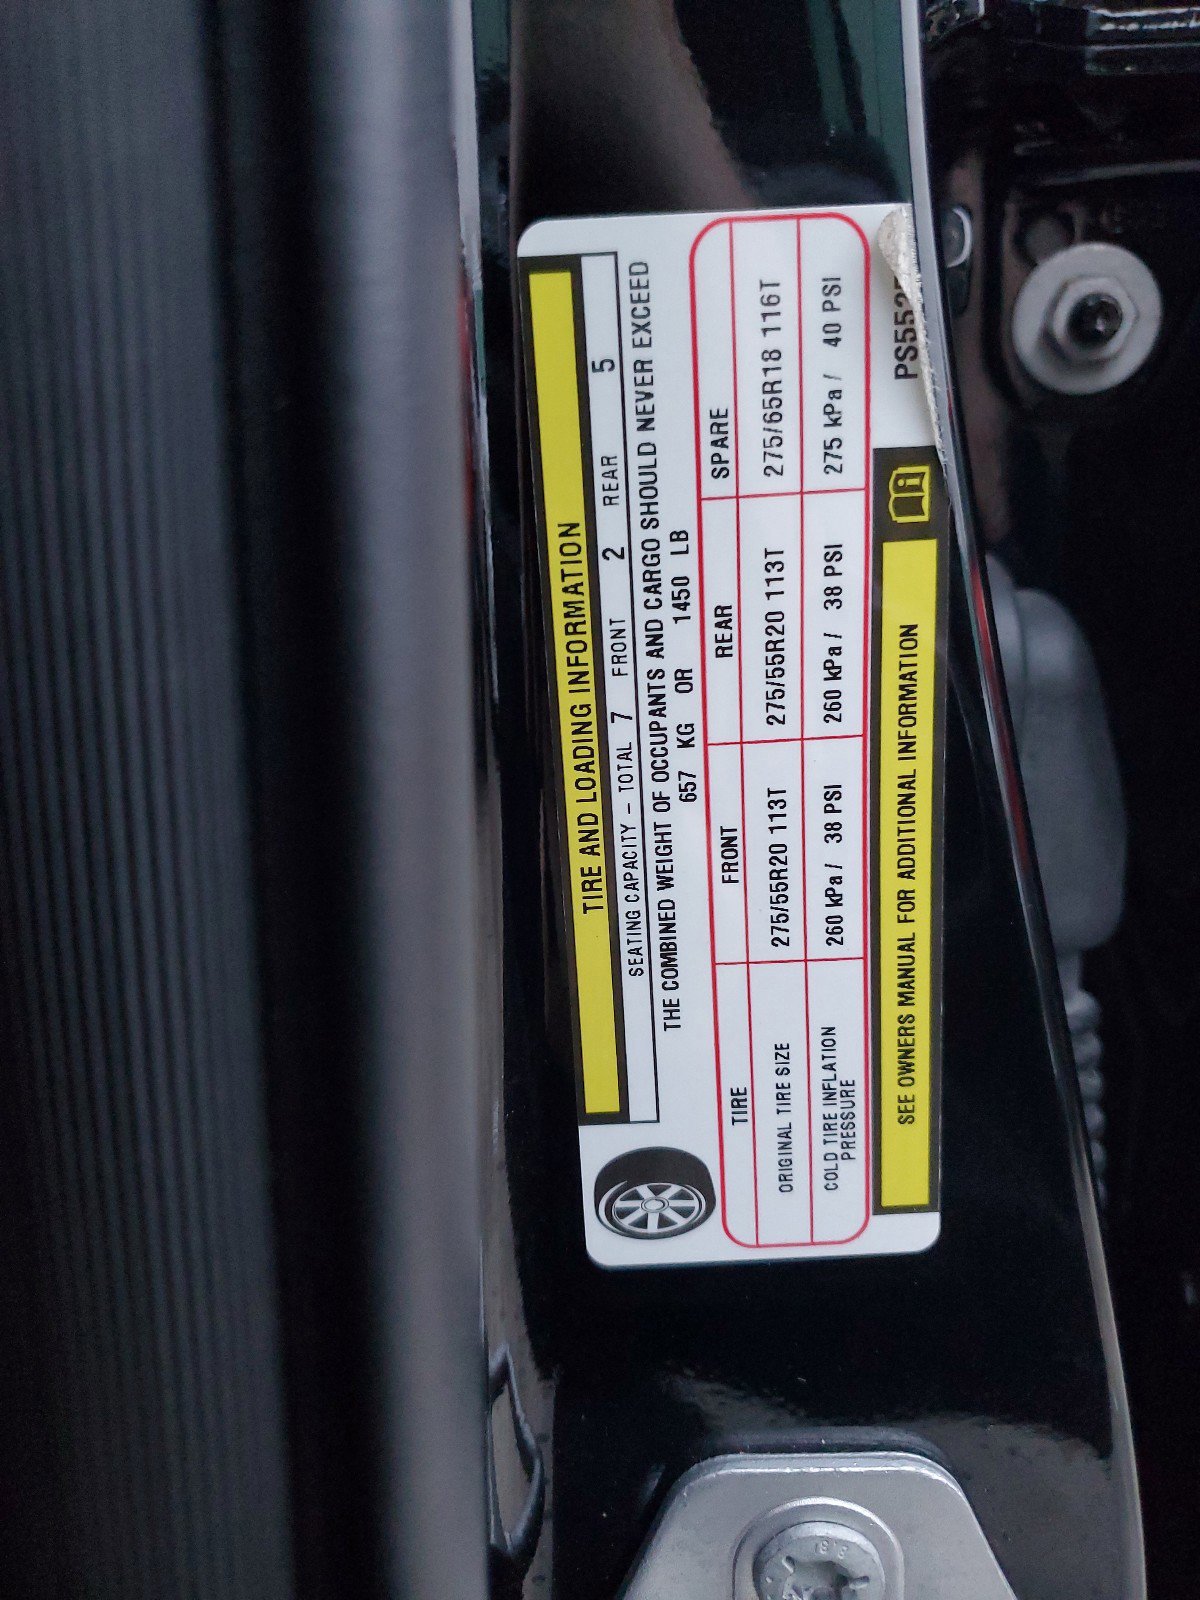 TIRE AND LOADING INFORMATION
SEATING CAPACITY – TOTAL 7 FRONT 2 REAR 5
THE COMBINED WEIGHT OF OCCUPANTS AND CARGO SHOULD NEVER EXCEED
657 KG OR 1450 LB
TIRE FRONT REAR SPARE
ORIGINAL TIRE SIZE 275/55R20 113T 275/55R20 113T 275/65R18 116T
COLD TIRE INFLATION
PRESSURE 260 kPa / 38 PSI 260 kPa / 38 PSI 275 kPa / 40 PSI
SEE OWNERS MANUAL FOR ADDITIONAL INFORMATION